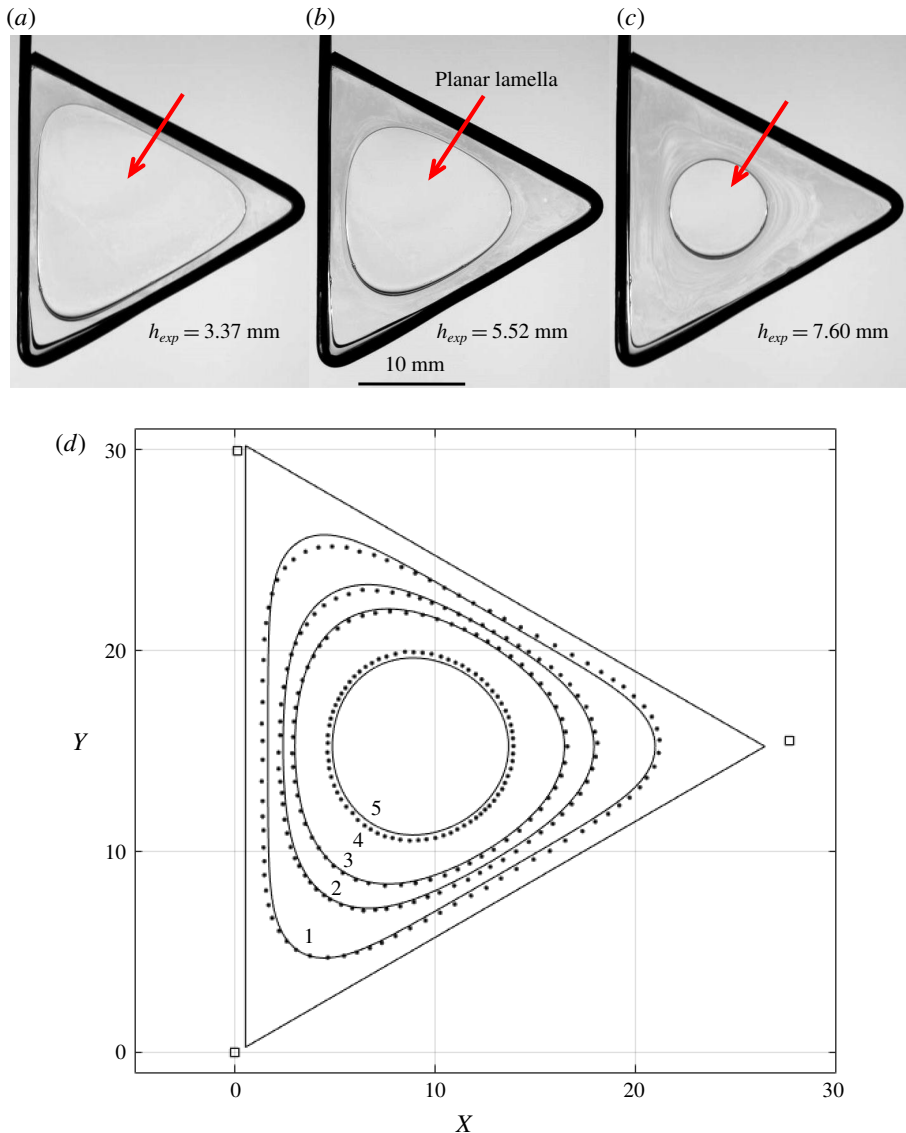 (a)
(b)
(c)
Planar lamella
h_exp = 3.37 mm
h_exp = 5.52 mm
h_exp = 7.60 mm
10 mm
(d)
30
20
Y
10
0
5
4
3
2
1
0
10
20
30
X